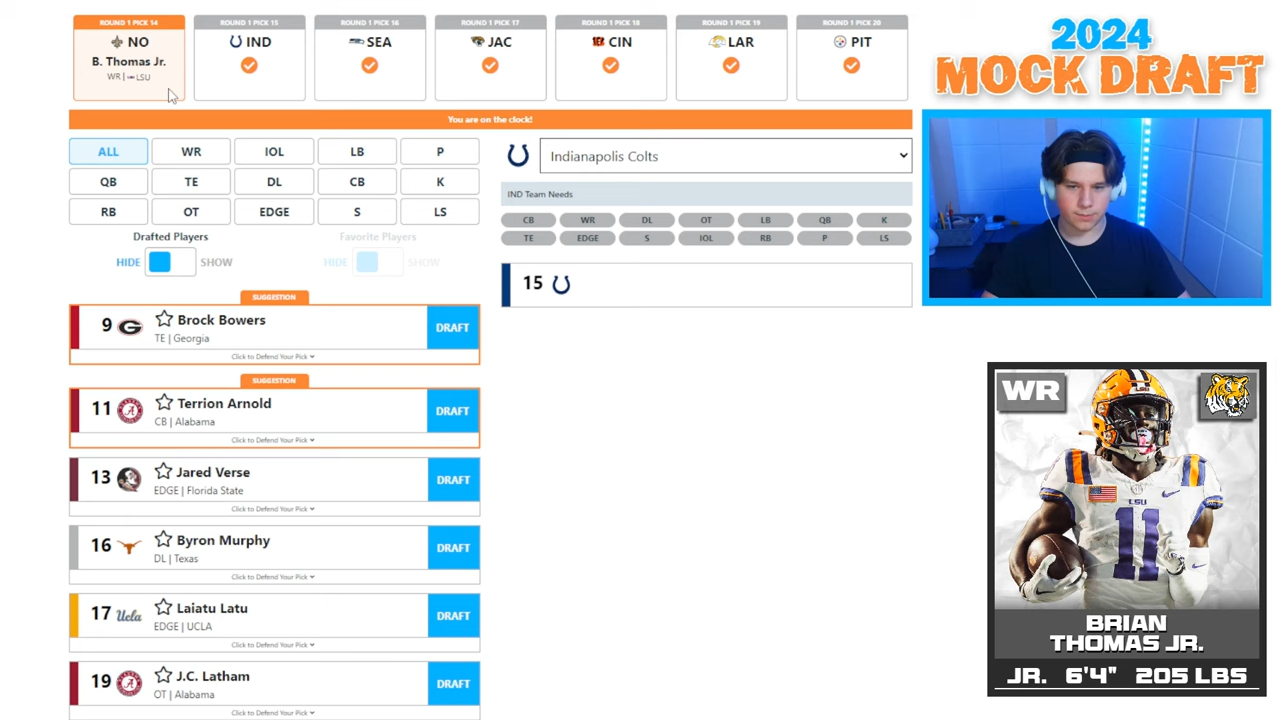 ROUND 1 PICK 14
NO
B. Thomas Jr.
WR | LSU
ROUND 1 PICK 15
IND
ROUND 1 PICK 16
SEA
ROUND 1 PICK 17
JAC
ROUND 1 PICK 18
CIN
ROUND 1 PICK 19
LAR
ROUND 1 PICK 20
PIT
2024
MOCK DRAFT
You are on the clock!
ALL WR IOL LB P
QB TE DL CB K
RB OT EDGE S LS
Drafted Players
HIDE SHOW
Favorite Players
HIDE SHOW
Indianapolis Colts
IND Team Needs
CB WR DL OT LB QB K
TE EDGE S IOL RB P LS
15
SUGGESTION
9 Brock Bowers
TE | Georgia
DRAFT
Click to Defend Your Pick
SUGGESTION
11 Terrion Arnold
CB | Alabama
DRAFT
Click to Defend Your Pick
13 Jared Verse
EDGE | Florida State
DRAFT
Click to Defend Your Pick
16 Byron Murphy
DL | Texas
DRAFT
Click to Defend Your Pick
17 Ucla Laiatu Latu
EDGE | UCLA
DRAFT
Click to Defend Your Pick
19 J.C. Latham
OT | Alabama
DRAFT
Click to Defend Your Pick
WR
LSU
11
BRIAN
THOMAS JR.
JR. 6'4" 205 LBS